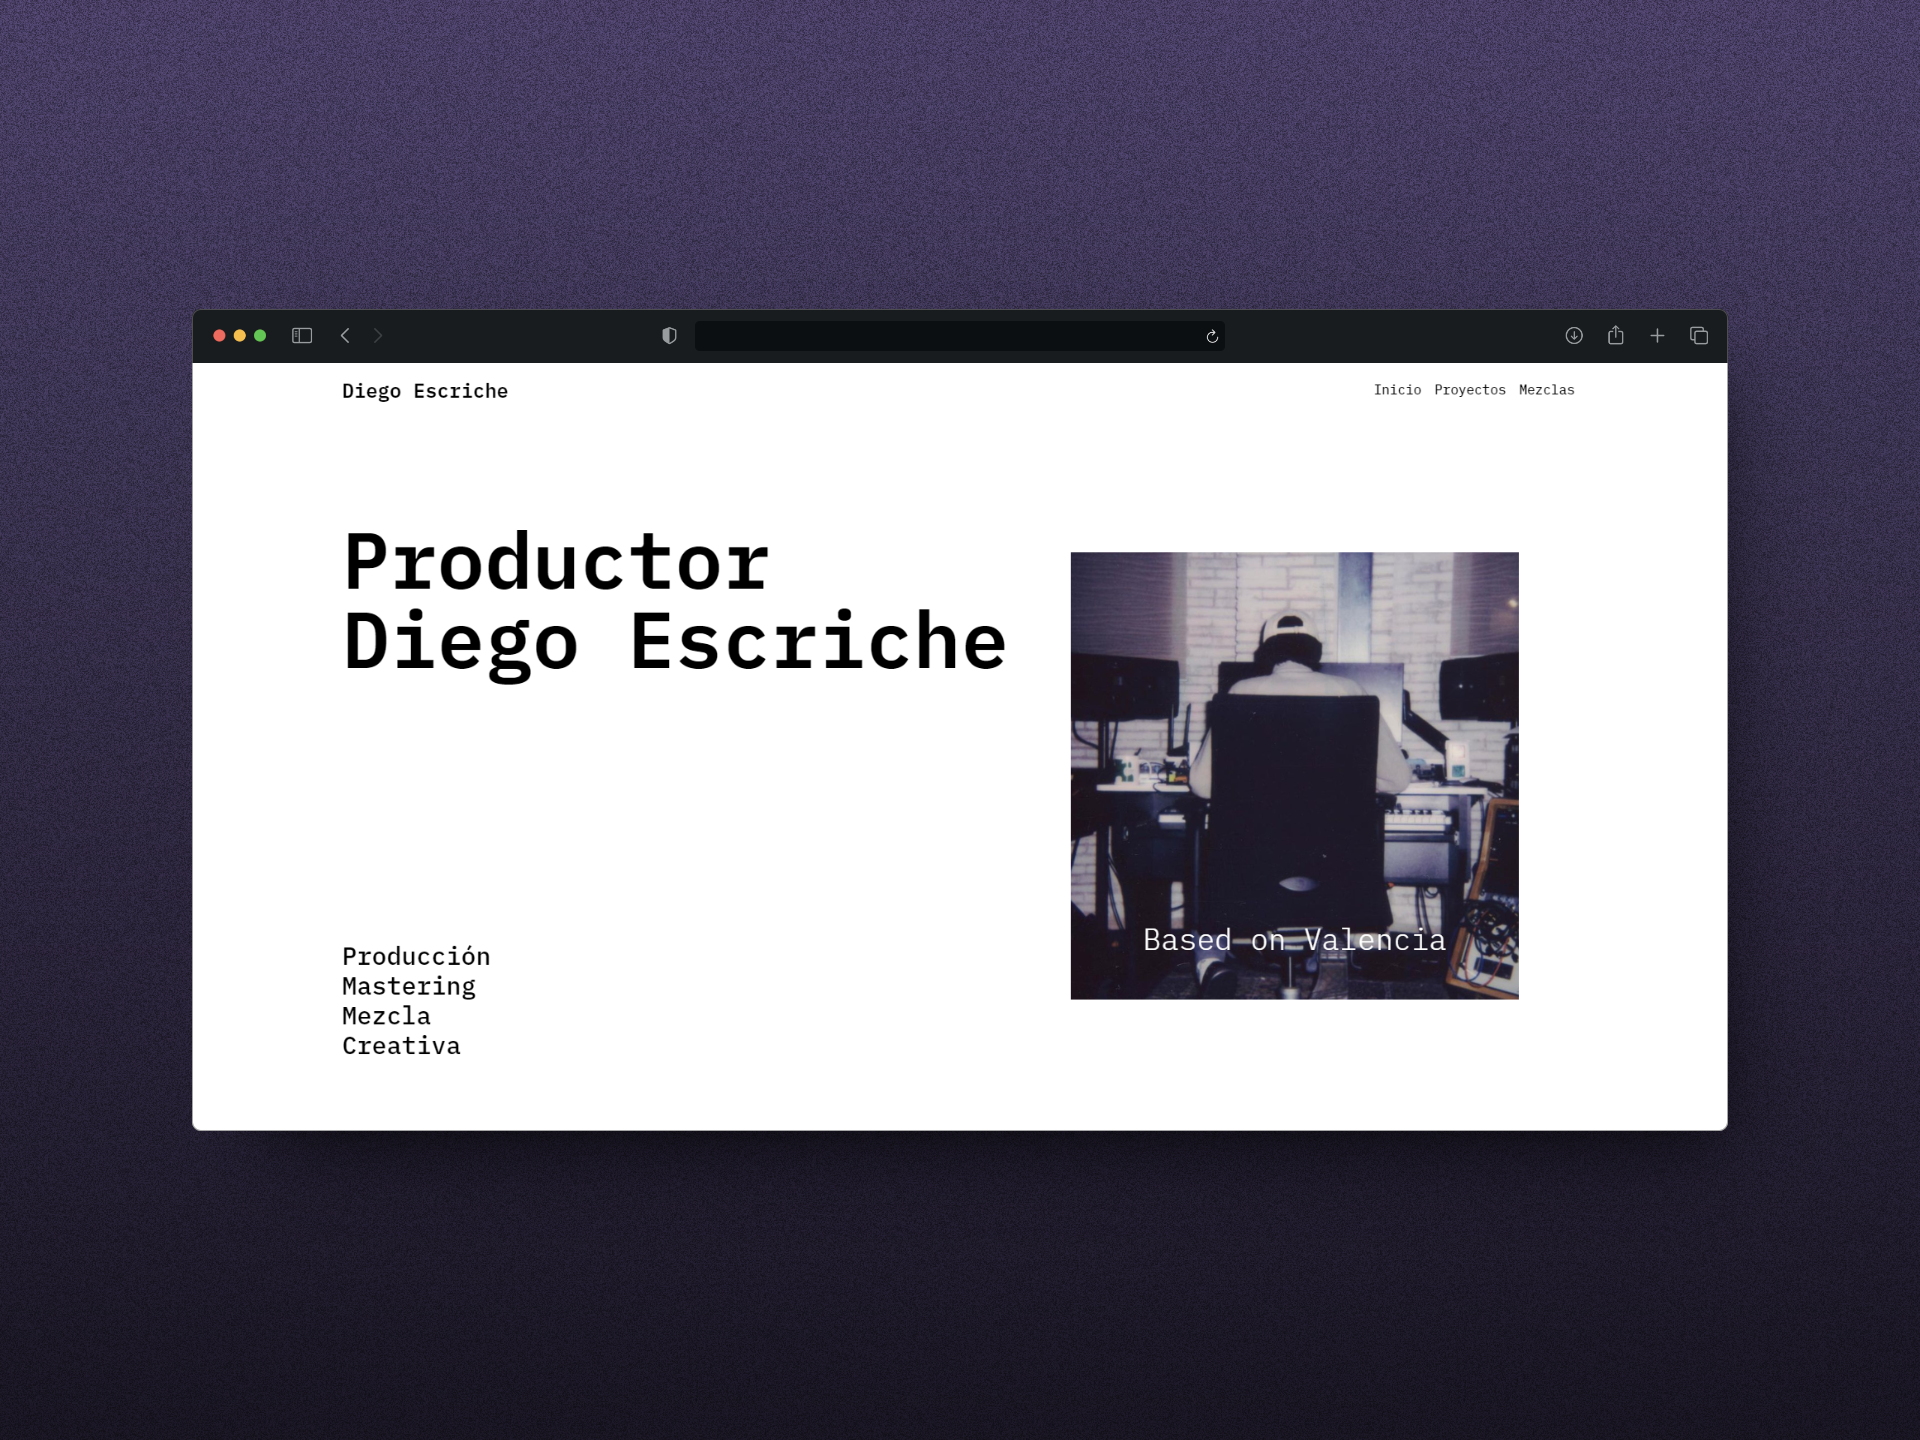 Diego Escriche
Inicio Proyectos Mezclas
Productor
Diego Escriche
Based on Valencia
Producción
Mastering
Mezcla
Creativa